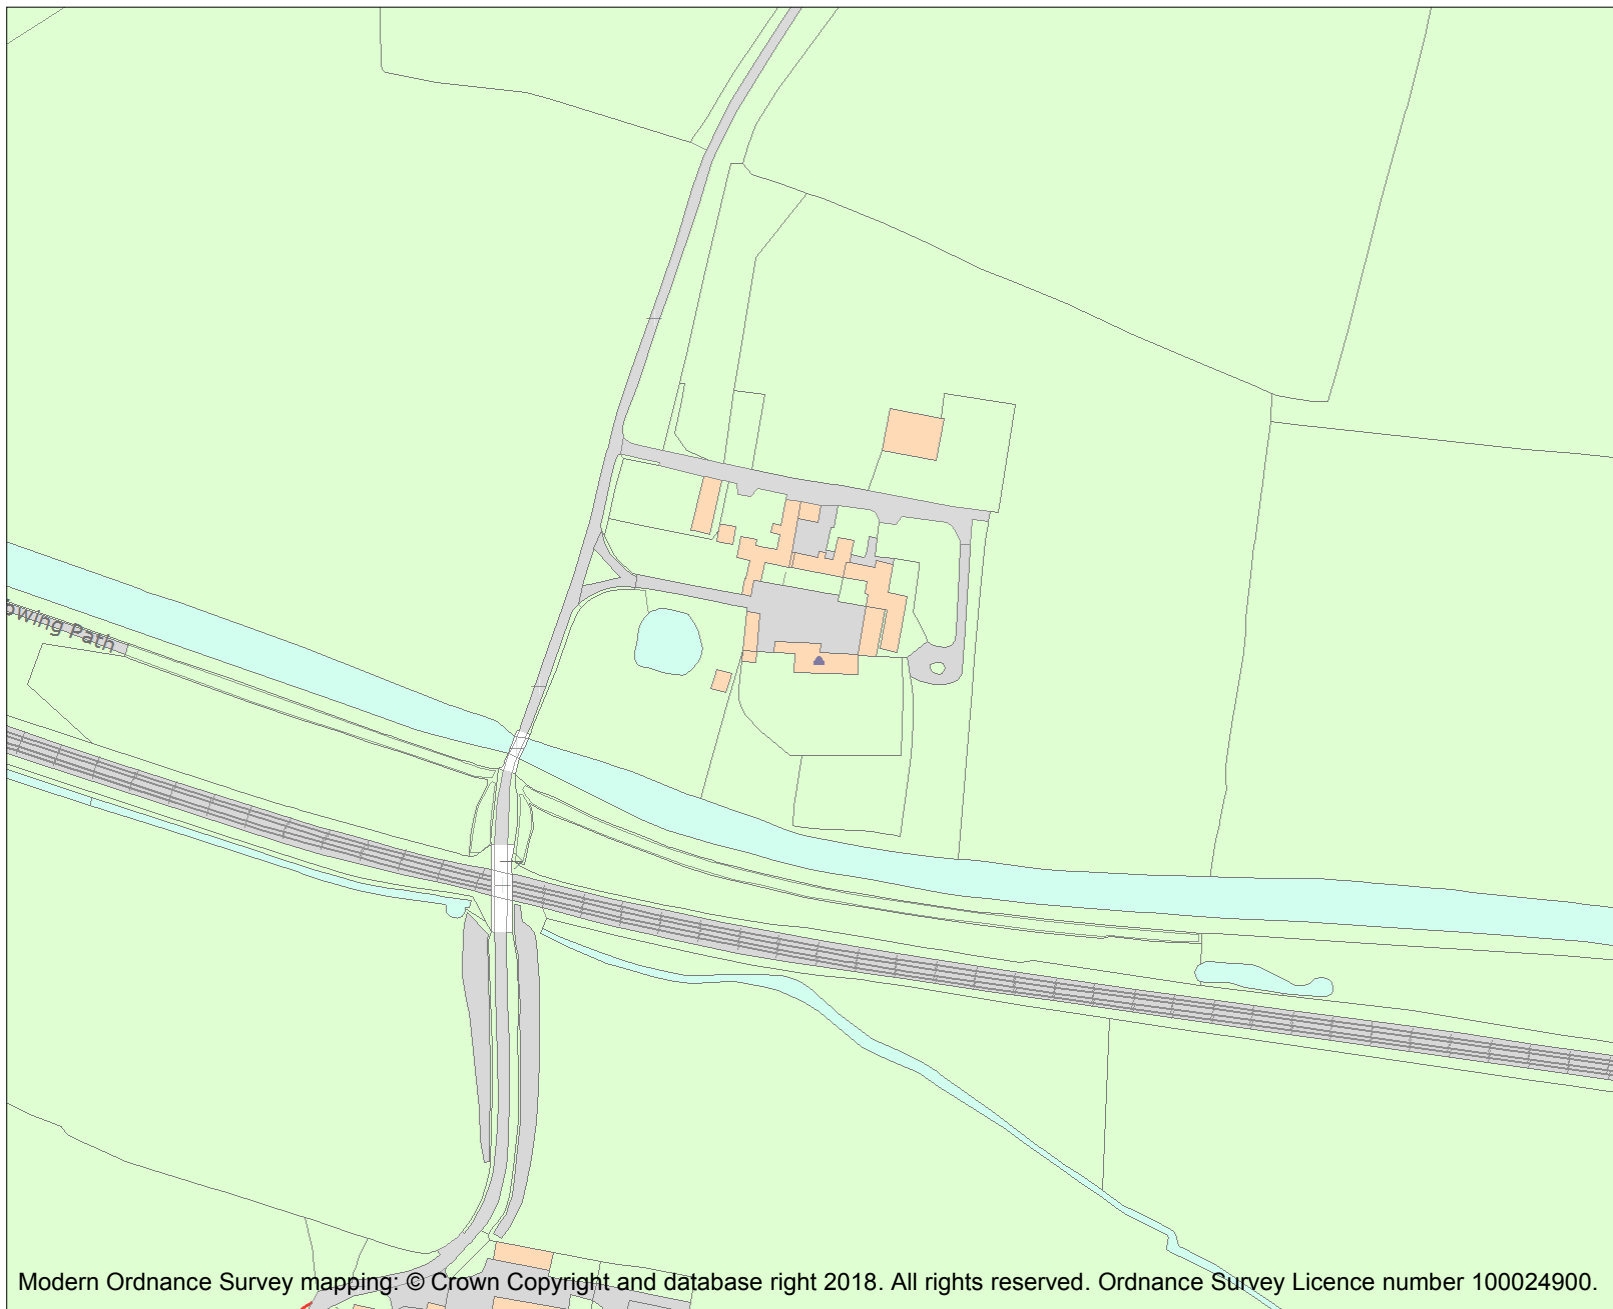 owing Path
Modern Ordnance Survey mapping: © Crown Copyright and database right 2018. All rights reserved. Ordnance Survey Licence number 100024900.